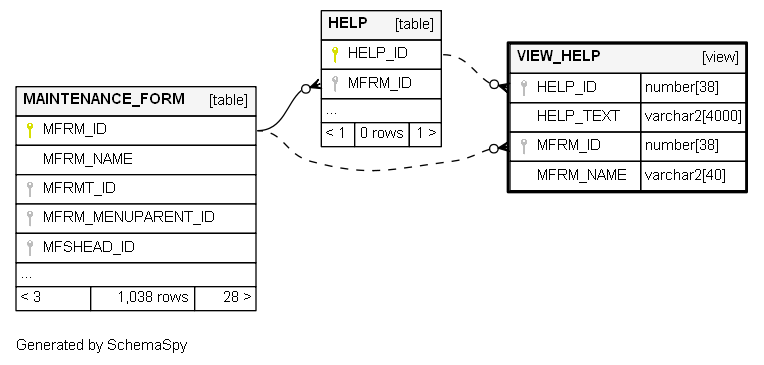 HELP [table]
HELP_ID
MFRM_ID
...
< 1 0 rows 1 >
VIEW_HELP [view]
HELP_ID number[38]
HELP_TEXT varchar2[4000]
MFRM_ID number[38]
MFRM_NAME varchar2[40]
MAINTENANCE_FORM [table]
MFRM_ID
MFRM_NAME
MFRMT_ID
MFRM_MENUPARENT_ID
MFSHEAD_ID
...
< 3 1,038 rows 28 >
Generated by SchemaSpy